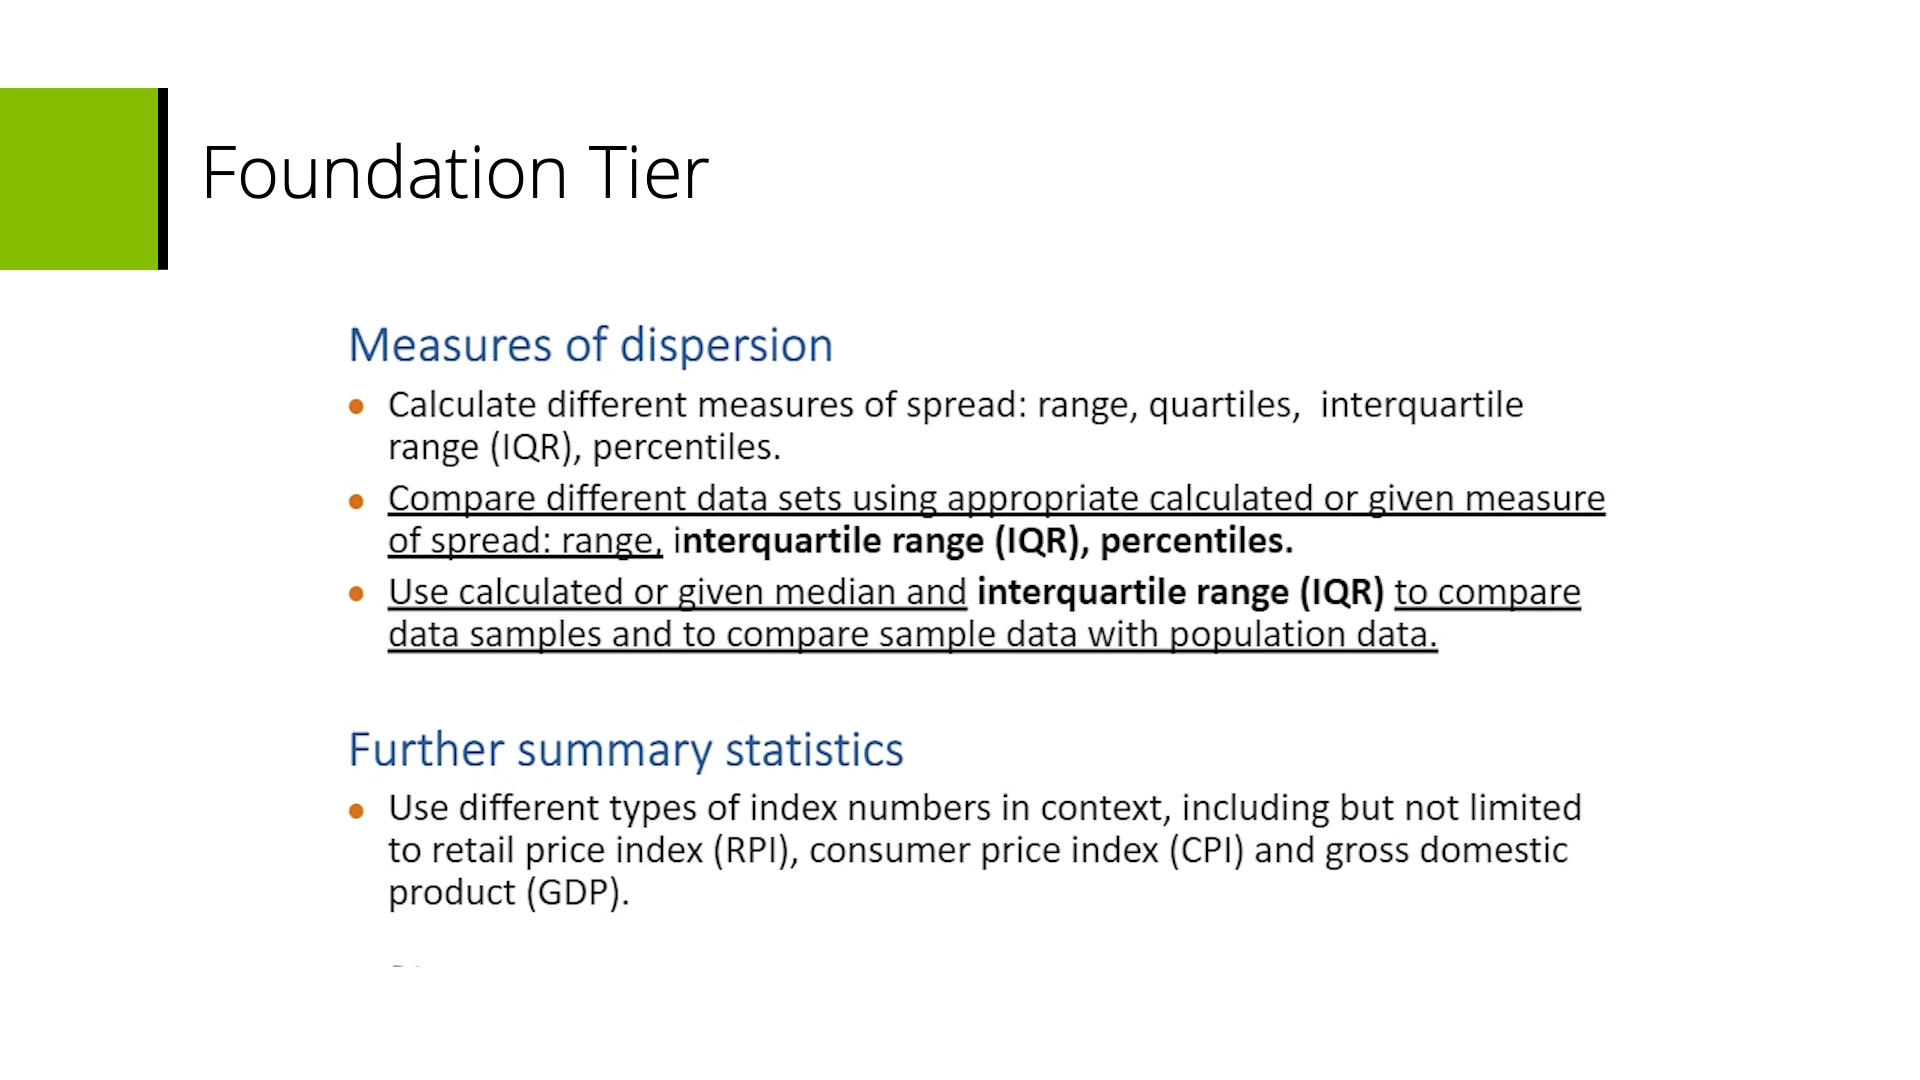 Foundation Tier
Measures of dispersion
Calculate different measures of spread: range, quartiles,  interquartile
range (IQR), percentiles.
Compare different data sets using appropriate calculated or given measure
of spread: range, interquartile range (IQR), percentiles.
Use calculated or given median and interquartile range (IQR) to compare
data samples and to compare sample data with population data.
Further summary statistics
Use different types of index numbers in context, including but not limited
to retail price index (RPI), consumer price index (CPI) and gross domestic
product (GDP).